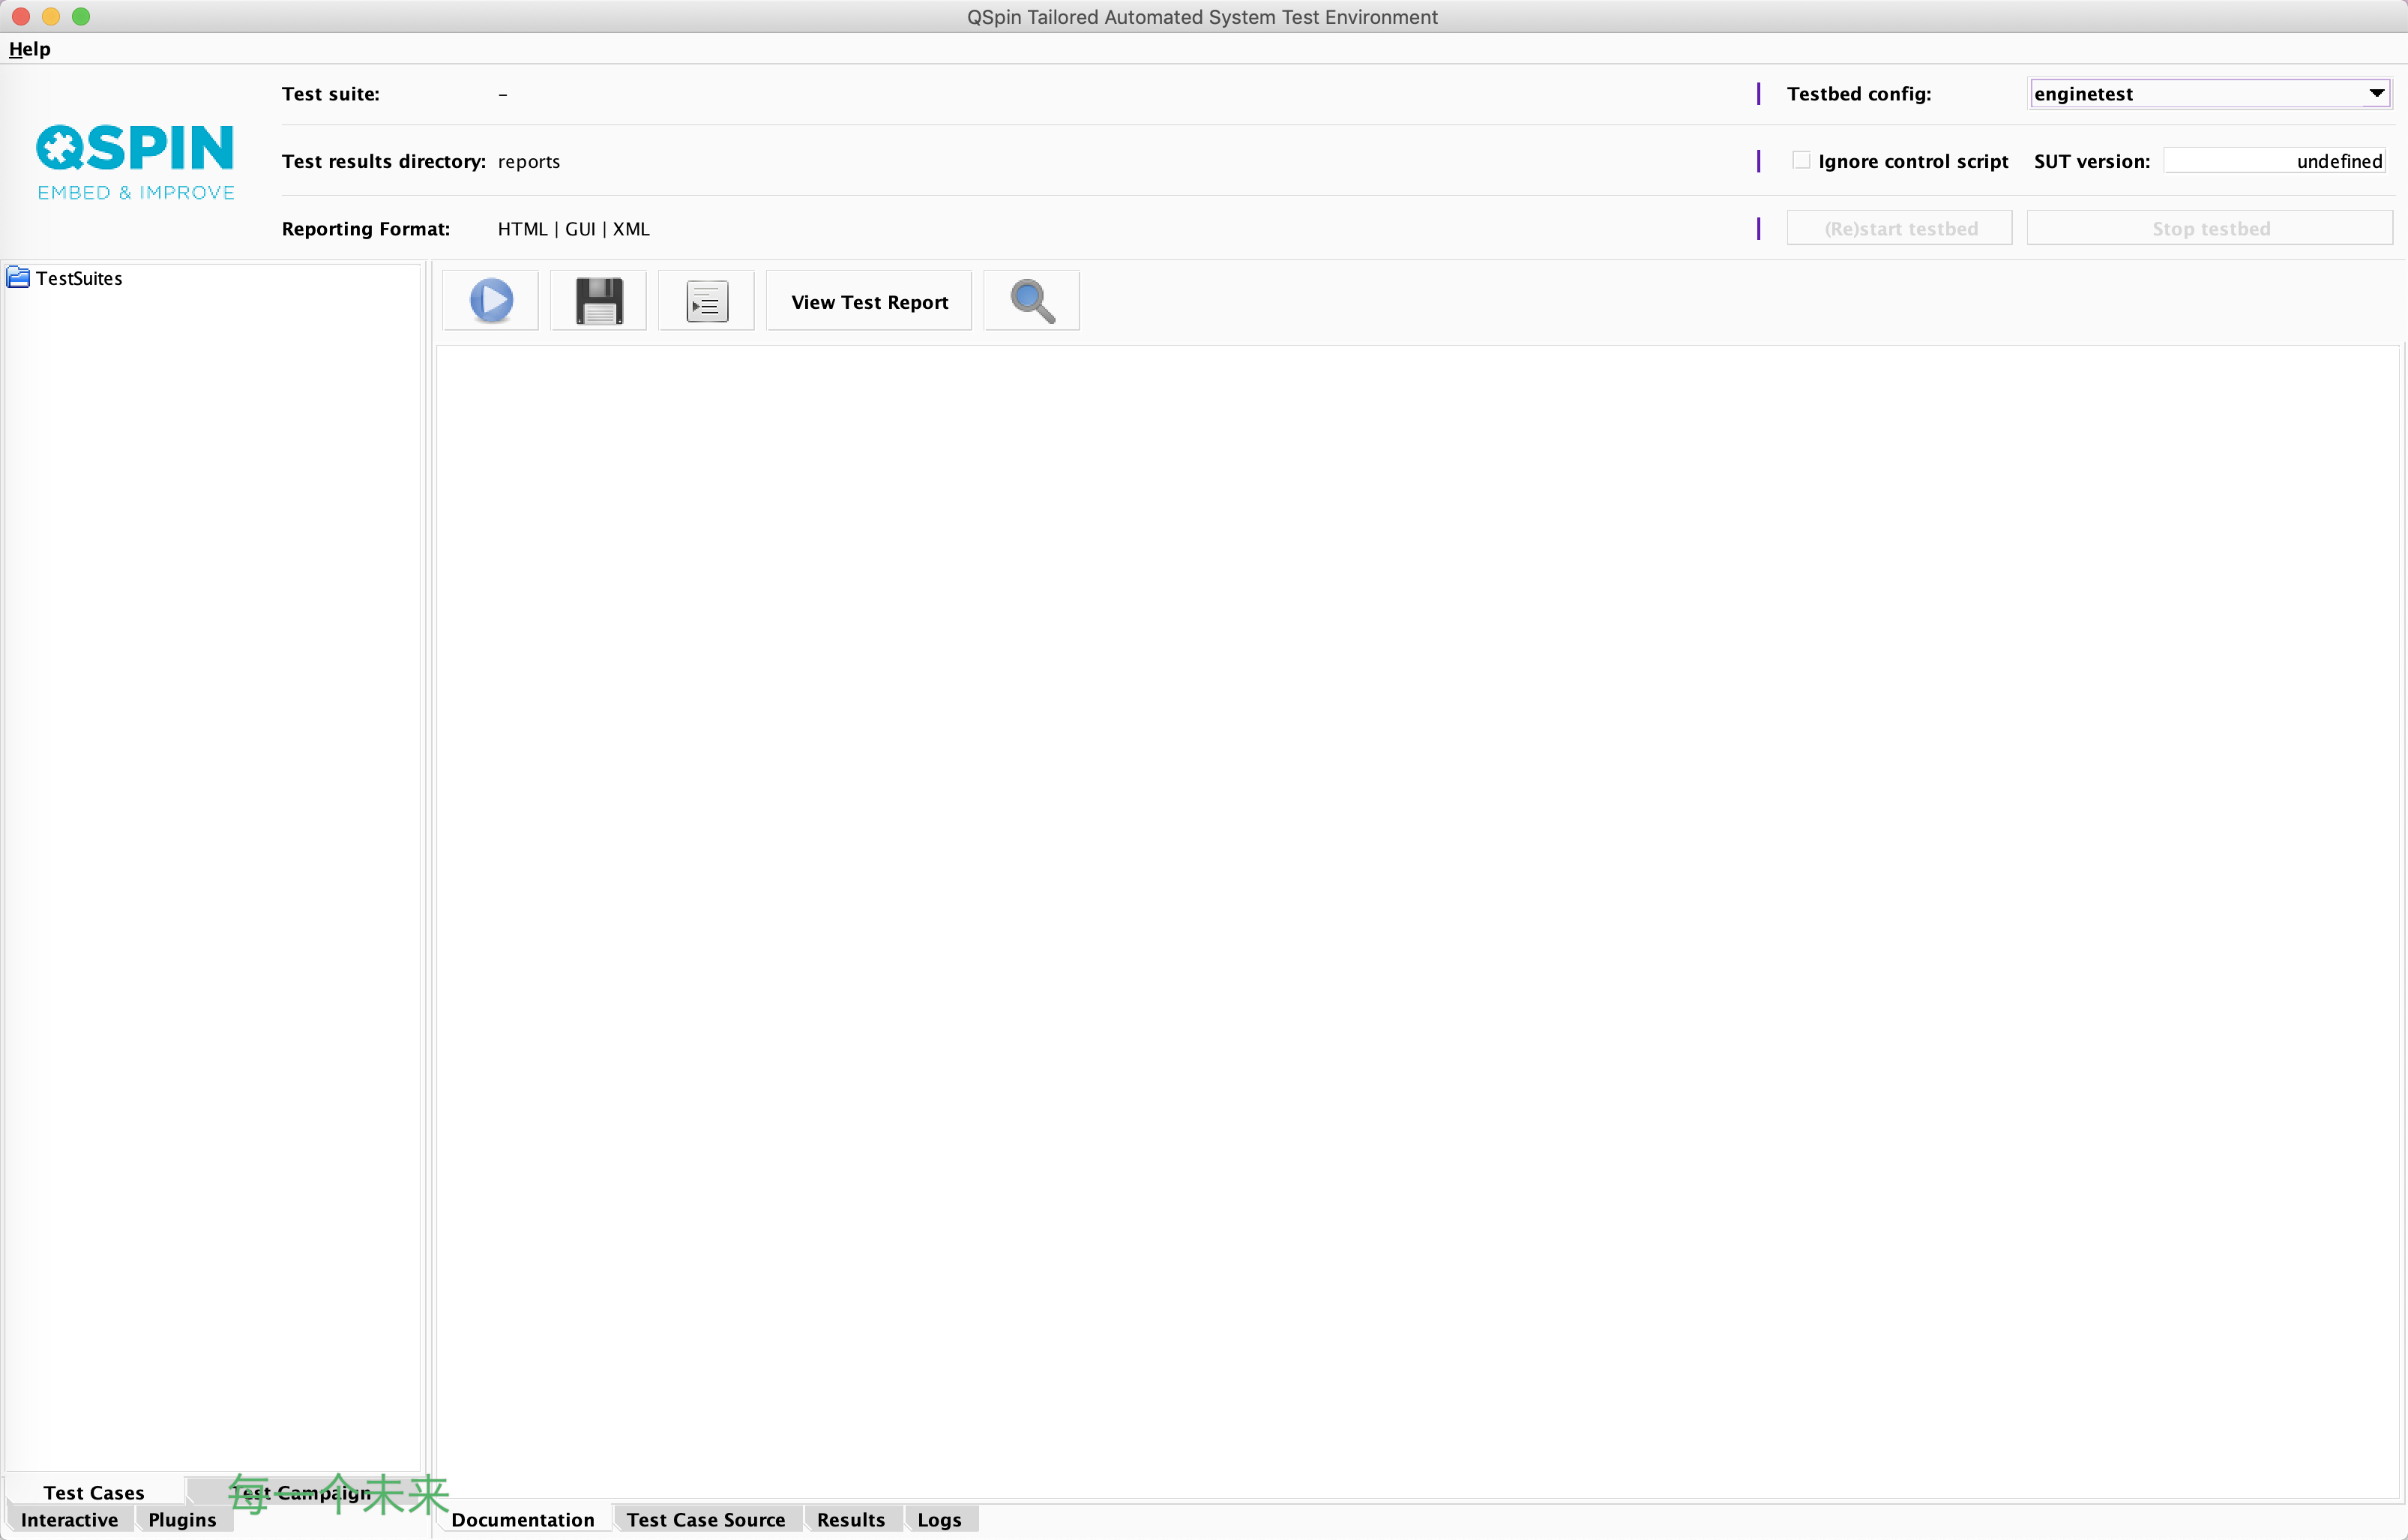 QSpin Tailored Automated System Test Environment
Help
Test suite: –
Testbed config: enginetest
QSPIN
EMBED & IMPROVE
Test results directory: reports
Ignore control script SUT version: undefined
Reporting Format: HTML | GUI | XML
(Re)start testbed Stop testbed
TestSuites
View Test Report
Test Cases Test Campaign
每一个未来
Interactive Plugins
Documentation Test Case Source Results Logs